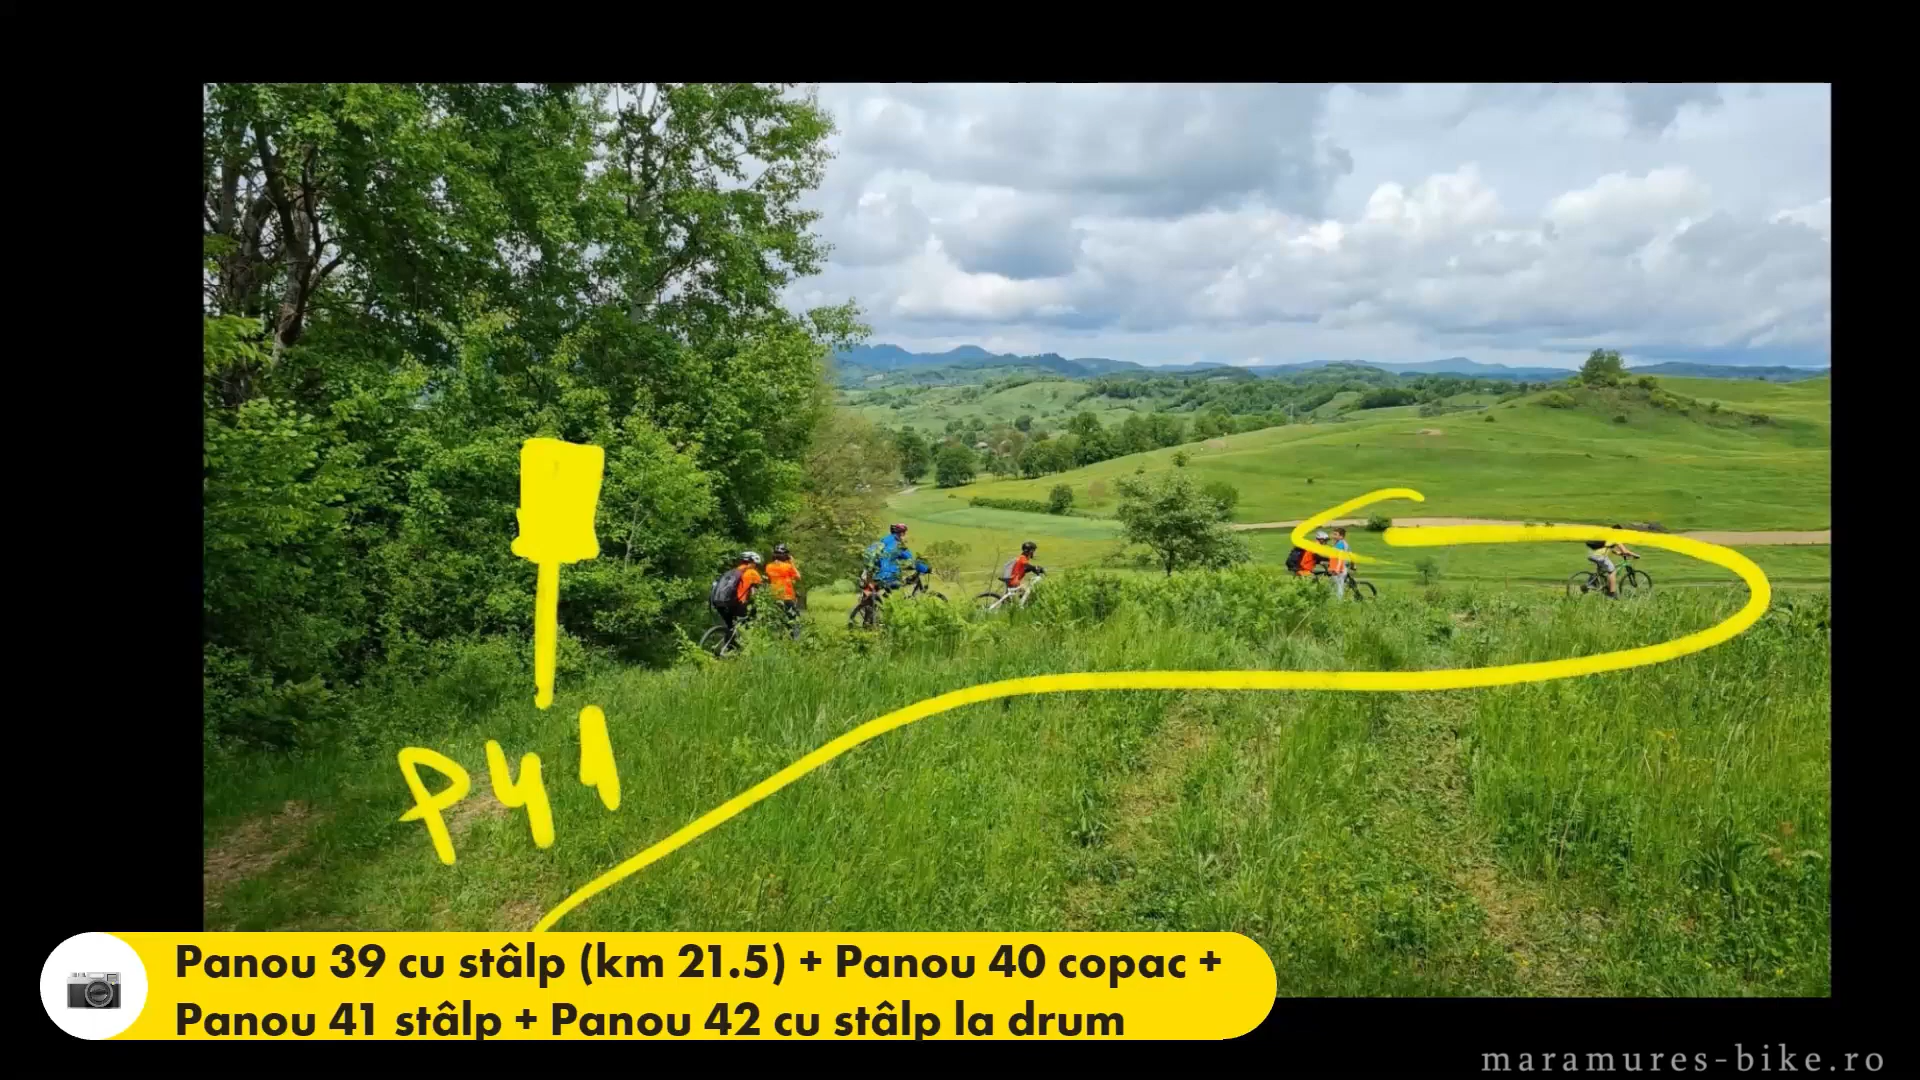 P41
Panou 39 cu stâlp (km 21.5) + Panou 40 copac +
Panou 41 stâlp + Panou 42 cu stâlp la drum
maramures-bike.ro